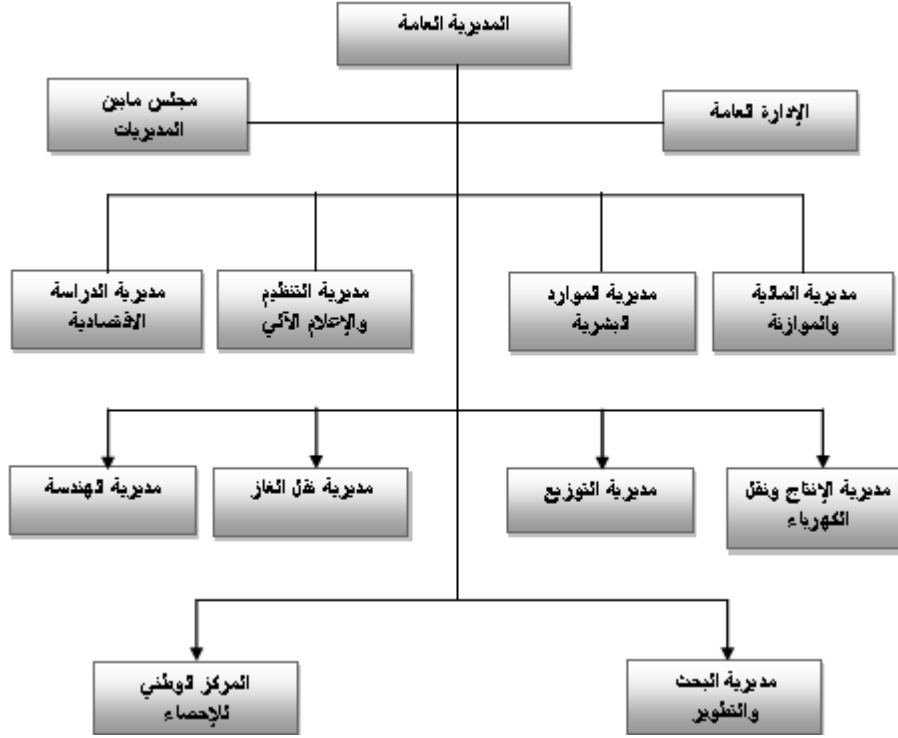 المديرية العامة
الإدارة العامة
مجلس مابين
المديريات
مديرية المالية
والموازنة
مديرية الموارد
البشرية
مديرية التنظيم
والإعلام الآلي
مديرية الدراسة
الاقتصادية
مديرية الإنتاج ونقل
الكهرباء
مديرية التوزيع
مديرية نقل الغاز
مديرية الهندسة
مديرية البحث
والتطوير
المركز الوطني
للإحصاء